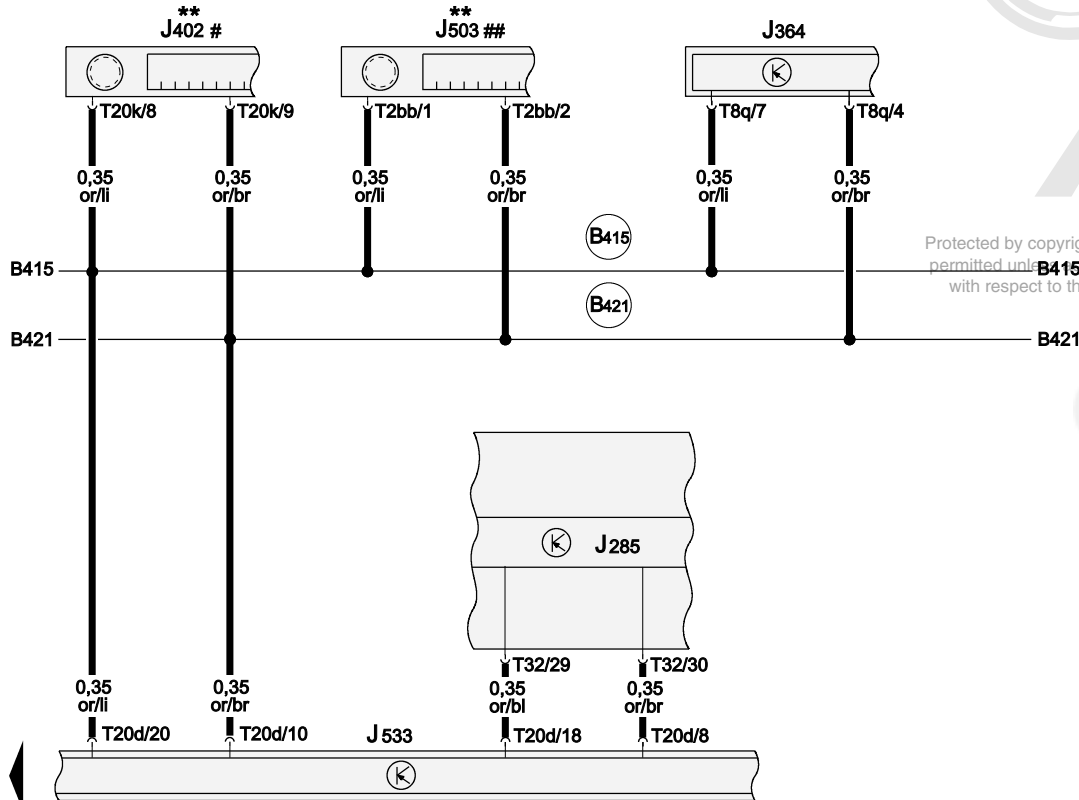 ** **
J402 # J503 ## J364
T20k/8 T20k/9 T2bb/1 T2bb/2 T8q/7 T8q/4
0,35 0,35 0,35 0,35 0,35 0,35
or/li or/br or/li or/br or/li or/br
B415
Protected by copyrig
B415 permitted unle B415
with respect to th
B421
B421 B421
J285
T32/29 T32/30
0,35 0,35 0,35 0,35
or/li or/br or/bl or/br
T20d/20 T20d/10 J533 T20d/18 T20d/8